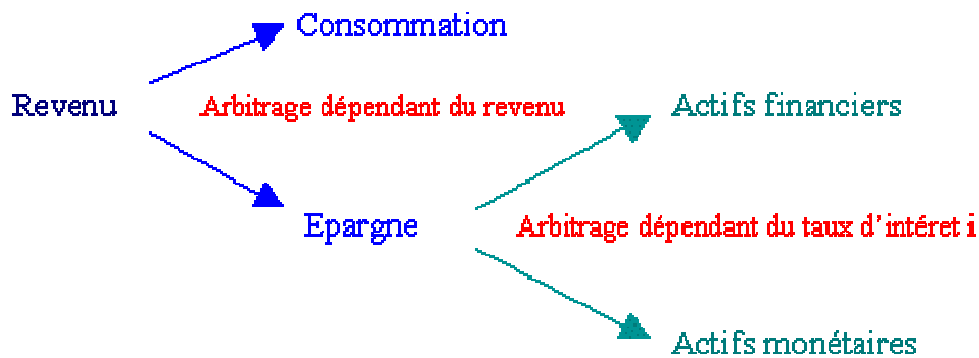 Consommation
Revenu
Arbitrage dépendant du revenu
Actifs financiers
Epargne
Arbitrage dépendant du taux d'intéret i
Actifs monétaires